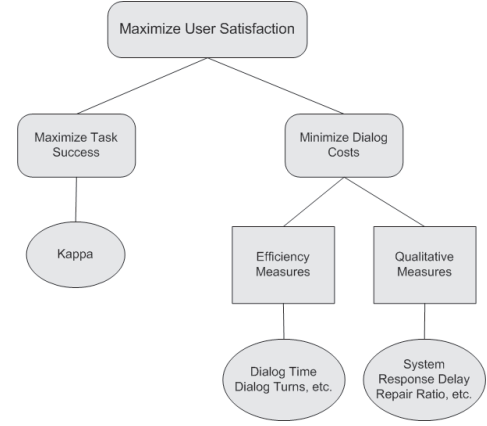 Maximize User Satisfaction
Maximize Task
Success
Minimize Dialog
Costs
Kappa
Efficiency
Measures
Qualitative
Measures
Dialog Time
Dialog Turns, etc.
System
Response Delay
Repair Ratio, etc.